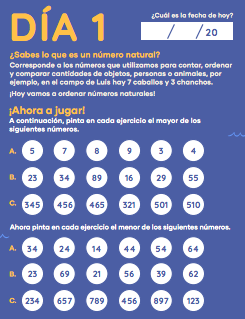 DÍA 1
¿Cuál es la fecha de hoy?
/ / 20
¿Sabes lo que es un número natural?
Corresponde a los números que utilizamos para contar, ordenar
y comparar cantidades de objetos, personas o animales, por
ejemplo, en el campo de Luis hay 7 caballos y 3 chanchos.
¡Hoy vamos a ordenar números naturales!
¡Ahora a jugar!
A continuación, pinta en cada ejercicio el mayor de los
siguientes números.
A. 5 7 8 9 3 4
B. 23 34 89 16 29 55
C. 345 456 465 321 501 510
Ahora pinta en cada ejercicio el menor de los siguientes números.
A. 34 24 14 44 54 64
B. 23 69 21 56 39 62
C. 234 657 789 456 897 123